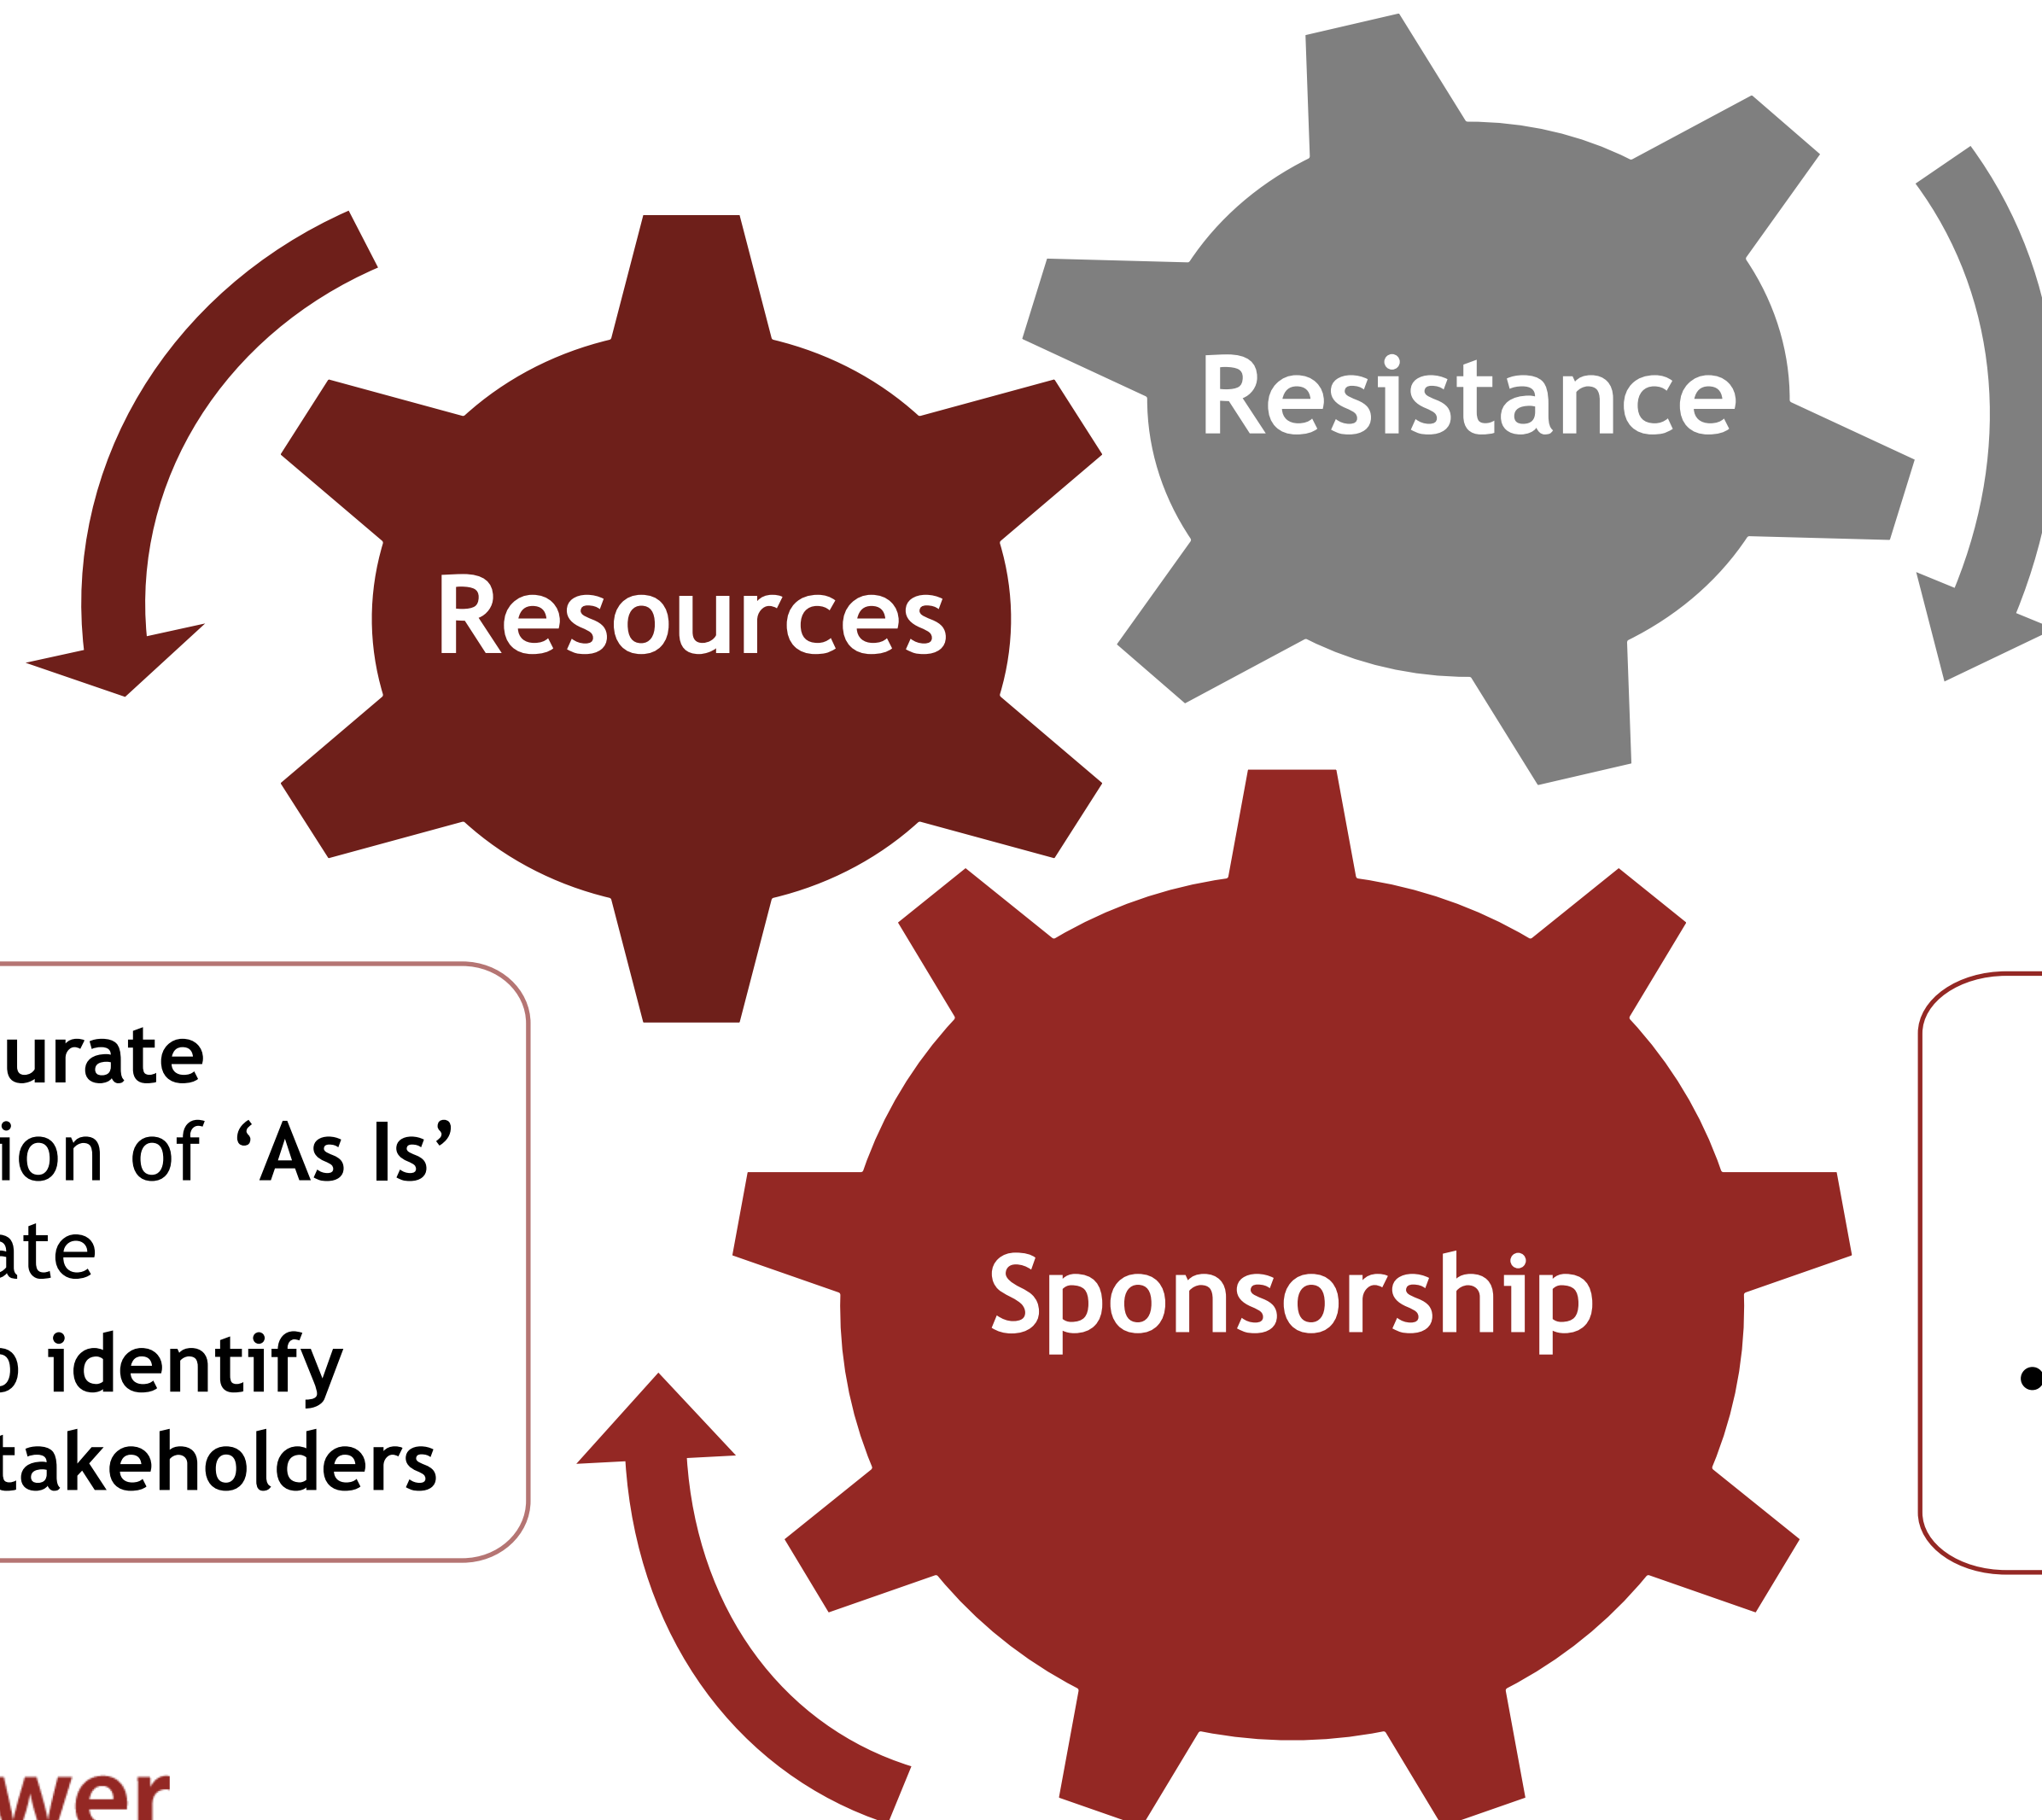 Resistance
Resources
urate
ion of ‘As Is’
ate
identify
takeholders
Sponsorship
•
wer